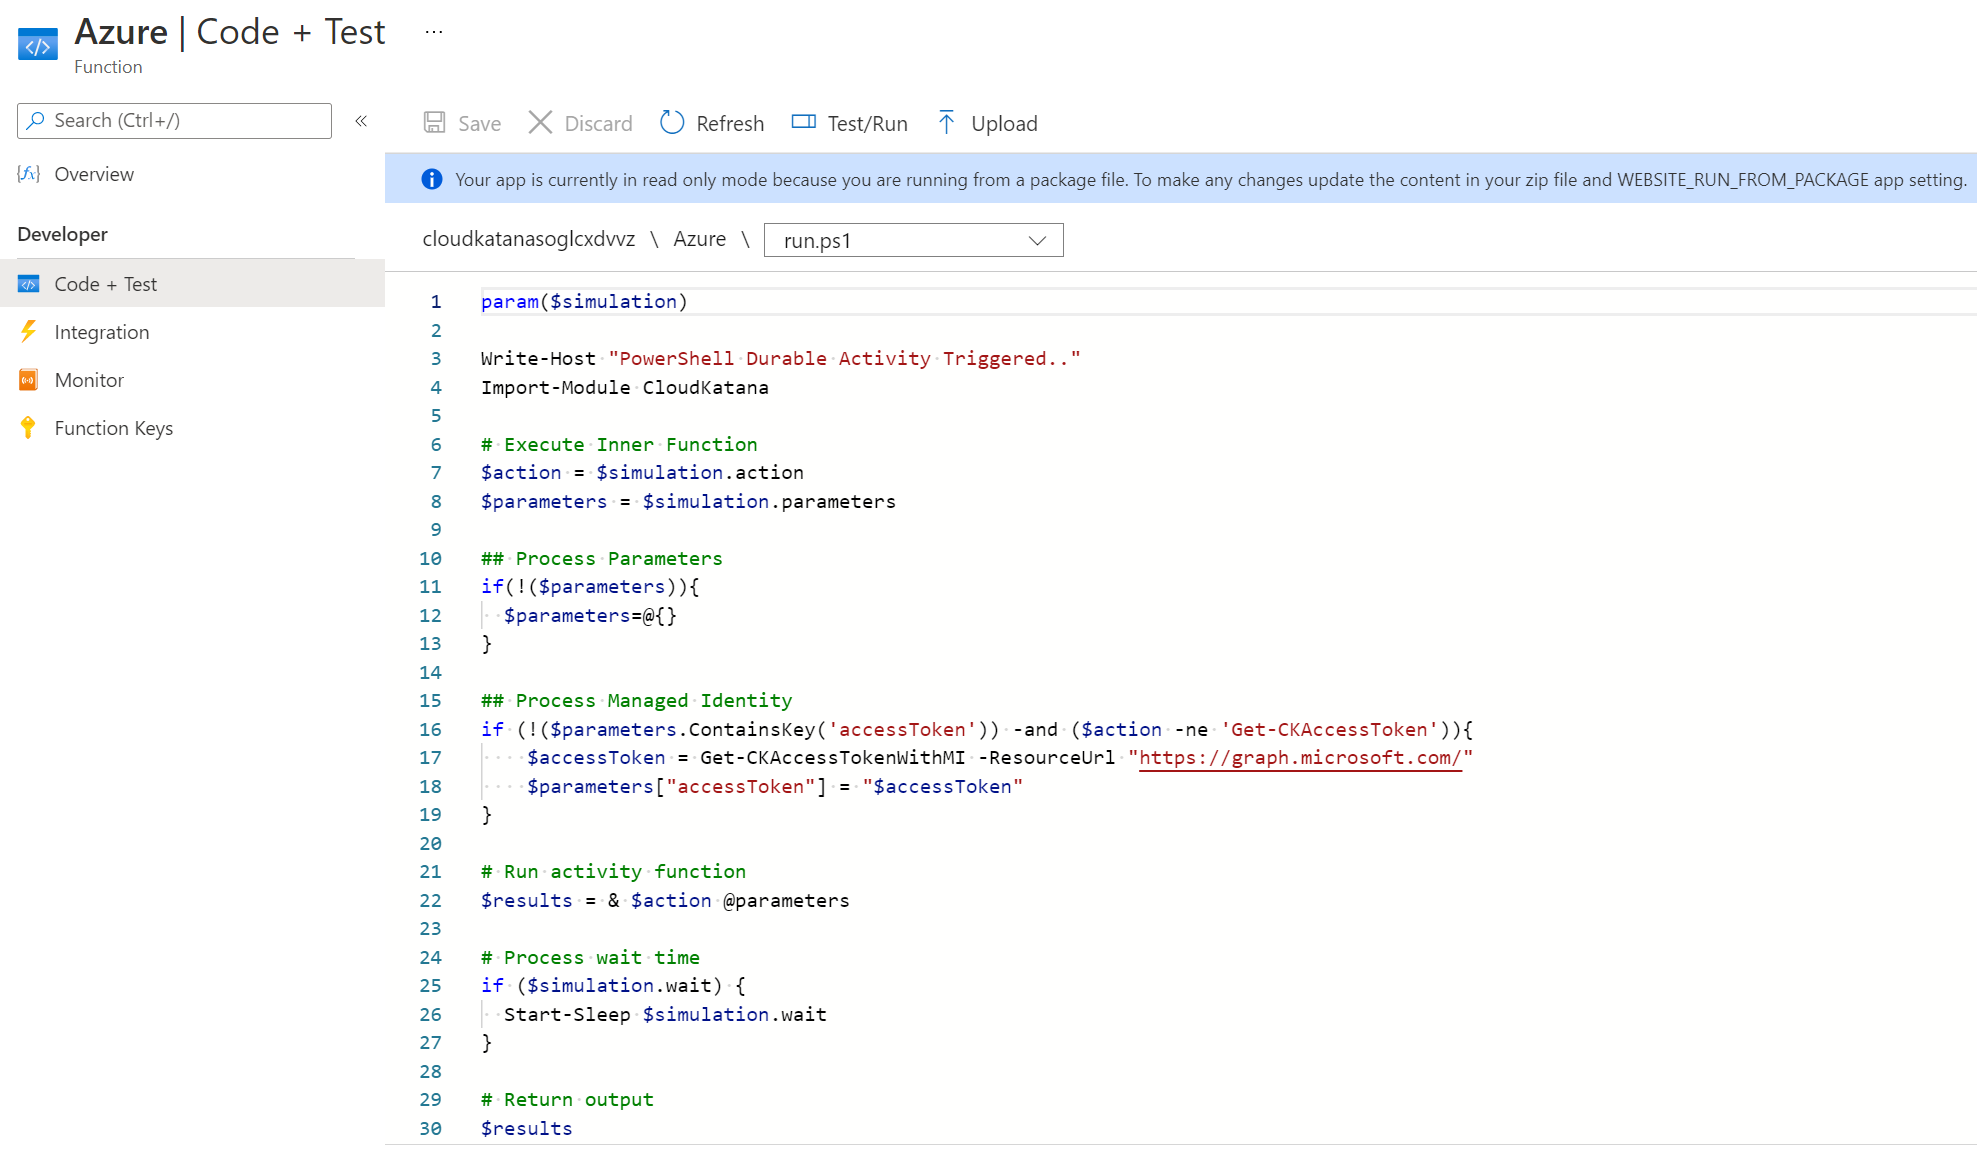 Azure | Code + Test ...
Function
Search (Ctrl+/) «
Overview
Developer
Code + Test
Integration
Monitor
Function Keys
Save Discard Refresh Test/Run Upload
Your app is currently in read only mode because you are running from a package file. To make any changes update the content in your zip file and WEBSITE_RUN_FROM_PACKAGE app setting.
cloudkatanasoglcxdvvz \ Azure \ run.ps1
1 param($simulation)
2
3 Write-Host "PowerShell Durable Activity Triggered.."
4 Import-Module CloudKatana
5
6 # Execute Inner Function
7 $action = $simulation.action
8 $parameters = $simulation.parameters
9
10 ## Process Parameters
11 if(!($parameters)){
12   $parameters=@{}
13 }
14
15 ## Process Managed Identity
16 if (!($parameters.ContainsKey('accessToken')) -and ($action -ne 'Get-CKAccessToken')){
17     $accessToken = Get-CKAccessTokenWithMI -ResourceUrl "https://graph.microsoft.com/"
18     $parameters["accessToken"] = "$accessToken"
19 }
20
21 # Run activity function
22 $results = & $action @parameters
23
24 # Process wait time
25 if ($simulation.wait) {
26   Start-Sleep $simulation.wait
27 }
28
29 # Return output
30 $results